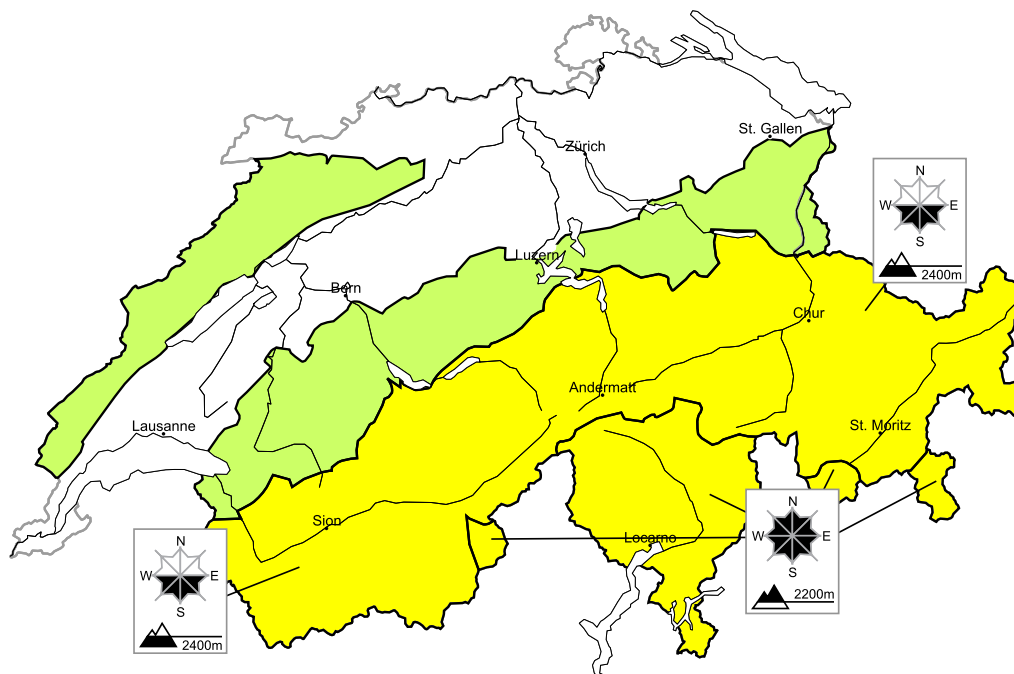 St. Gallen
Zürich
N
W E
S
2400m
Luzern
Bern
Chur
Andermatt
Lausanne
St. Moritz
N
W E
S
2200m
Sion
Locarno
N
W E
S
2400m